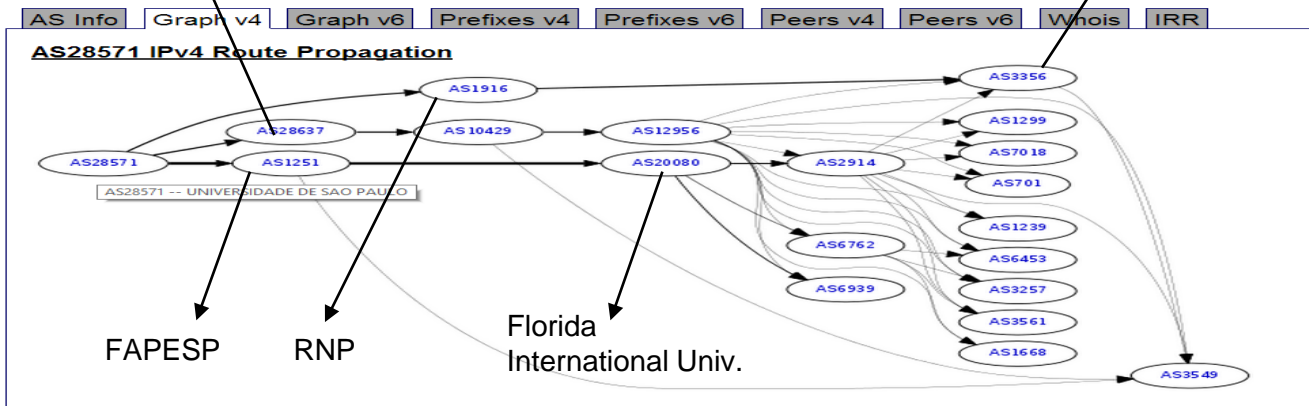 AS Info Graph v4 Graph v6 Prefixes v4 Prefixes v6 Peers v4 Peers v6 Whois IRR
AS28571 IPv4 Route Propagation
AS3356
AS1916
AS1299
AS28637 AS10429 AS12956
AS7018
AS28571 AS1251 AS20080 AS2914
AS701
AS28571 -- UNIVERSIDADE DE SAO PAULO
AS1239
AS6762
AS6453
AS6939 AS3257
AS3561
Florida
FAPESP RNP
International Univ.
AS1668
AS3549